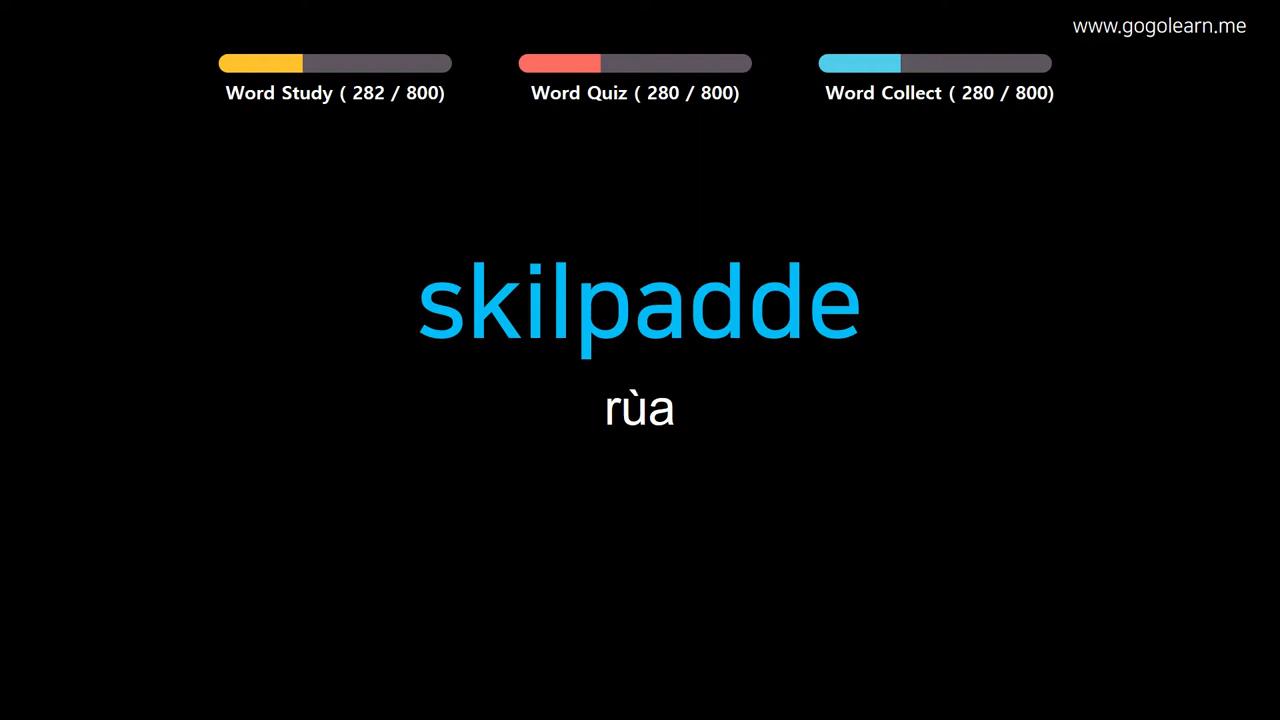 www.gogolearn.me
Word Study ( 282 / 800)
Word Quiz ( 280 / 800)
Word Collect ( 280 / 800)
skilpadde
rùa